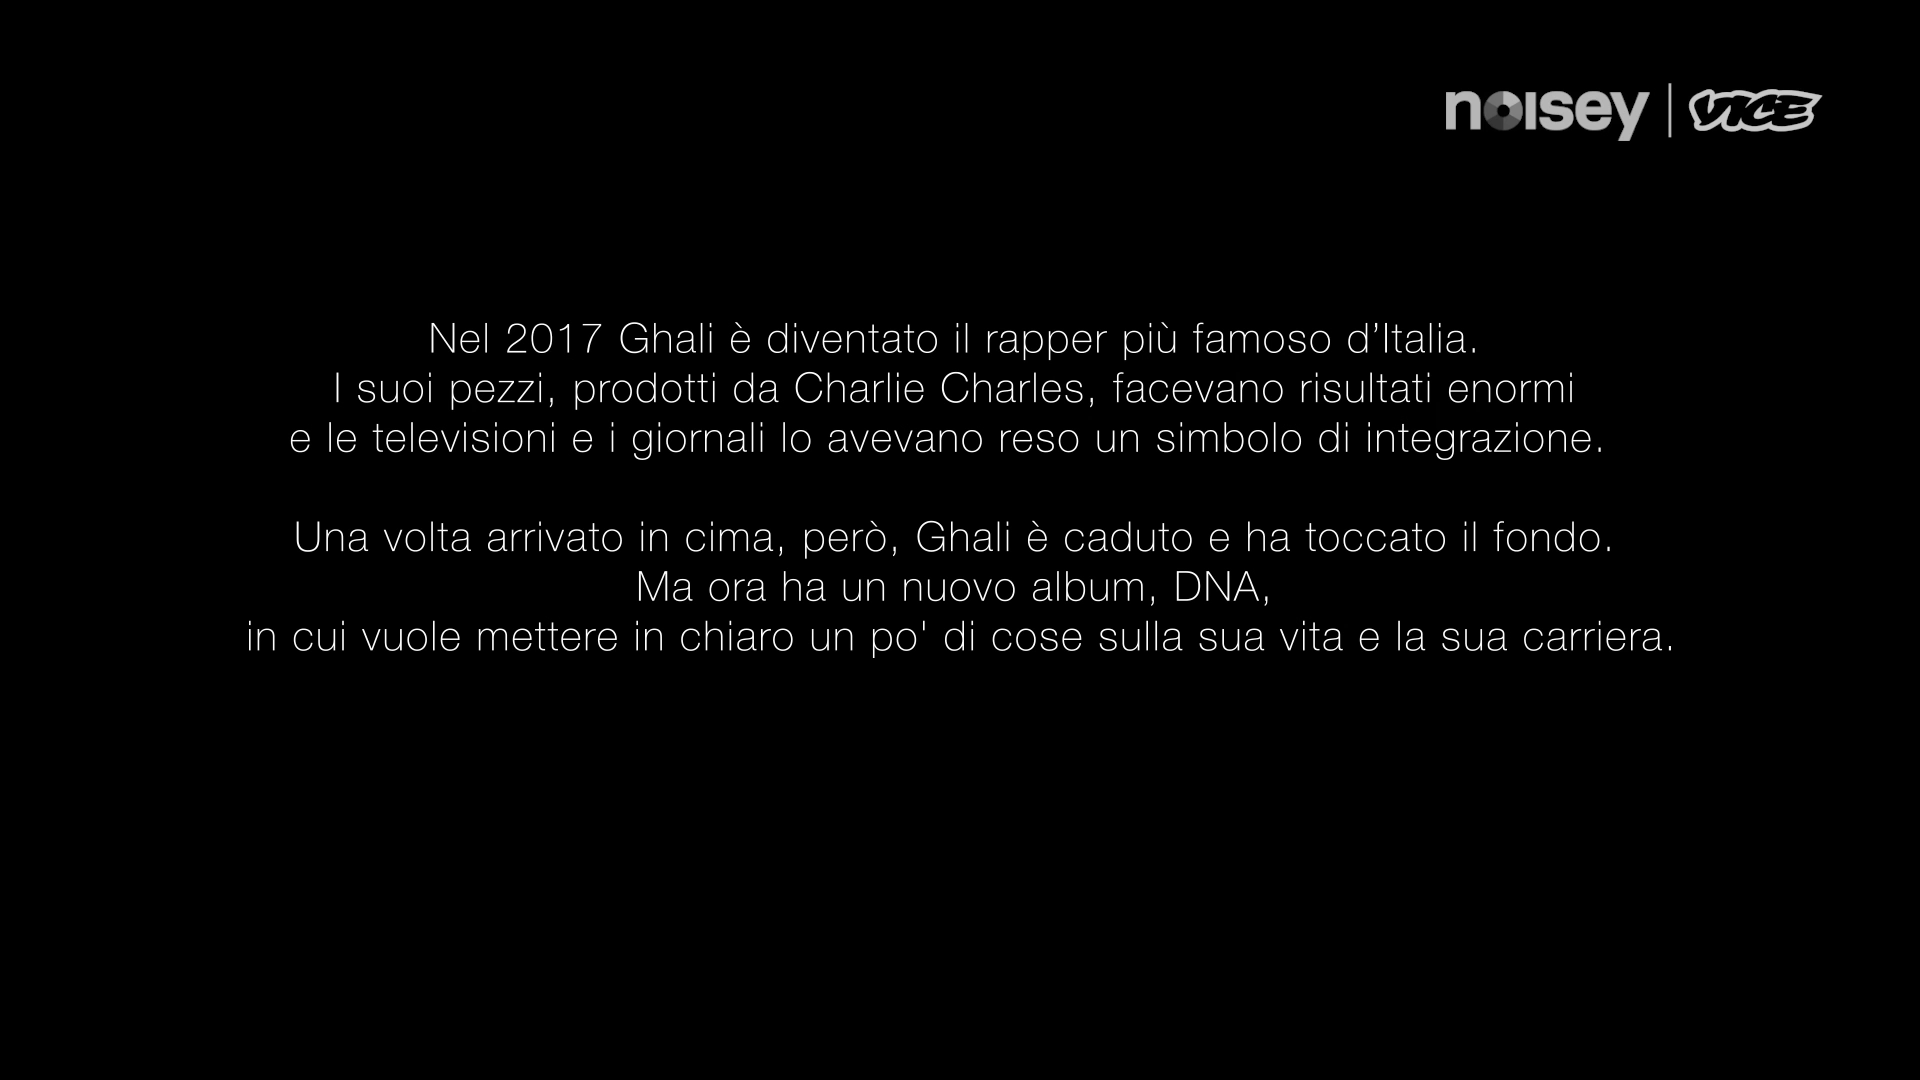 noisey | VICE
Nel 2017 Ghali è diventato il rapper più famoso d’Italia.
I suoi pezzi, prodotti da Charlie Charles, facevano risultati enormi
e le televisioni e i giornali lo avevano reso un simbolo di integrazione.
Una volta arrivato in cima, però, Ghali è caduto e ha toccato il fondo.
Ma ora ha un nuovo album, DNA,
in cui vuole mettere in chiaro un po' di cose sulla sua vita e la sua carriera.